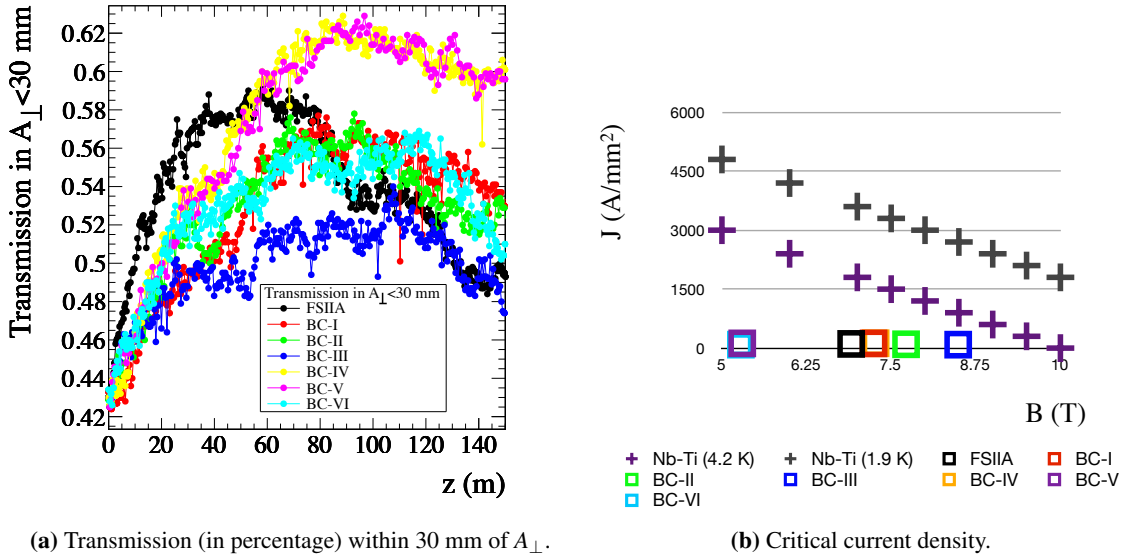 Transmission in A⊥<30 mm
0.62
0.6
0.58
0.56
0.54
0.52
0.5
0.48
0.46
0.44
0.42
0 20 40 60 80 100 120 140
z (m)
Transmission in A⊥<30 mm
FSIIA
BC-I
BC-II
BC-III
BC-IV
BC-V
BC-VI
(a) Transmission (in percentage) within 30 mm of A⊥.
J (A/mm²)
6000
4500
3000
1500
0
5 6.25 7.5 8.75 10
B (T)
Nb-Ti (4.2 K) Nb-Ti (1.9 K) FSIIA BC-I
BC-II BC-III BC-IV BC-V
BC-VI
(b) Critical current density.